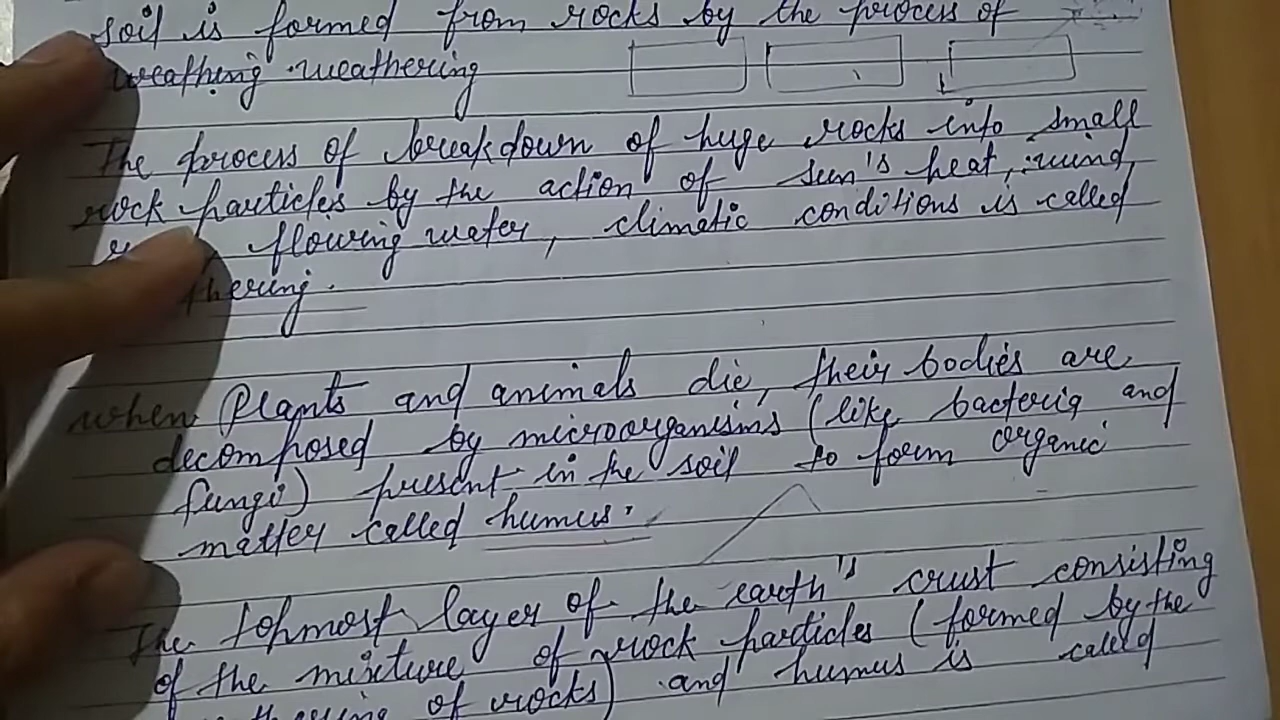 soil is formed from rocks by the process of
weathing weathering
The process of breakdown of huge rocks into small
rock particles by the action of sun's heat, wind,
flowing water, climatic conditions is called
thering.
when Plants and animals die, their bodies are
decomposed by microorganisms (like bacteria and
fungi) present in the soil to form organic
matter called humus.
The topmost layer of the earth's crust consisting
of the mixture of rock particles (formed by the
of rocks) and humus is called